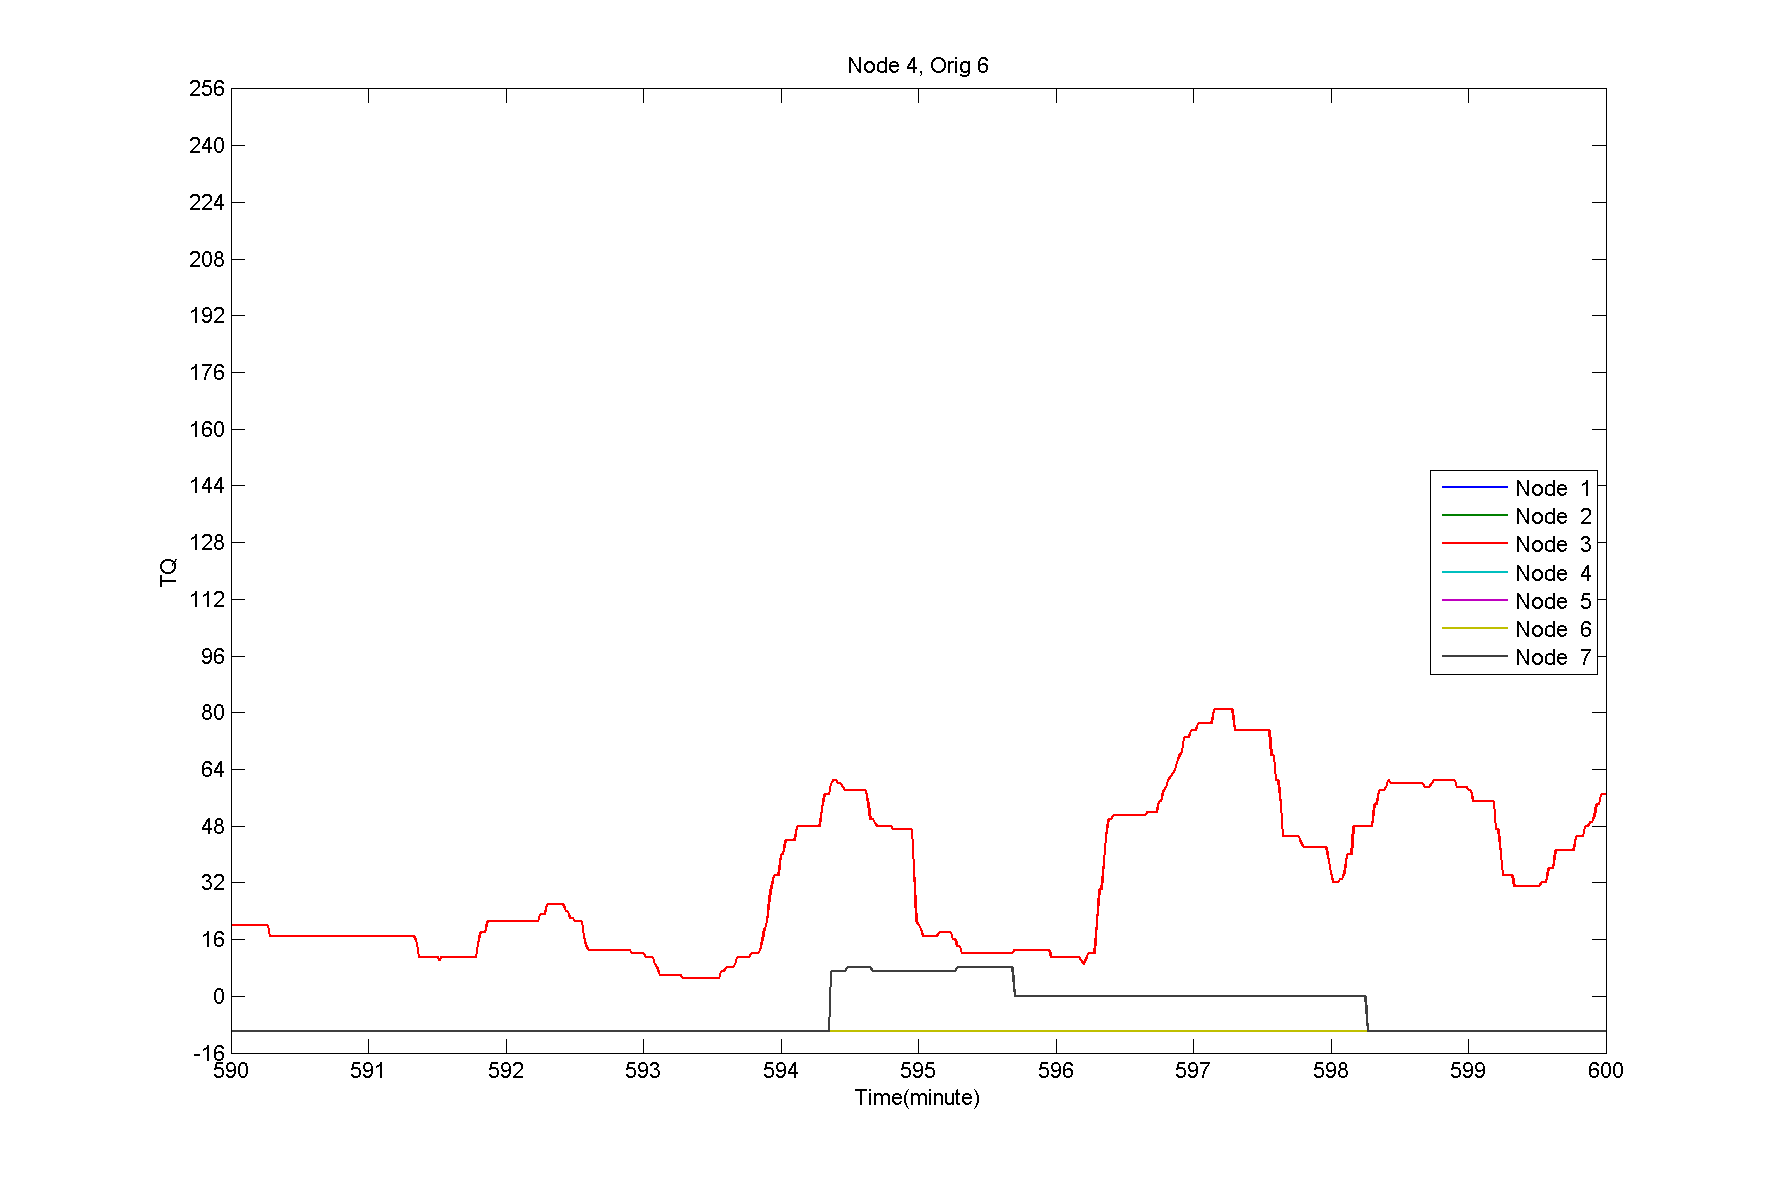 Node 4, Orig 6
256
240
224
208
192
176
160
144
128
112
96
80
64
48
32
16
0
-16
TQ
Node 1
Node 2
Node 3
Node 4
Node 5
Node 6
Node 7
590 591 592 593 594 595 596 597 598 599 600
Time(minute)